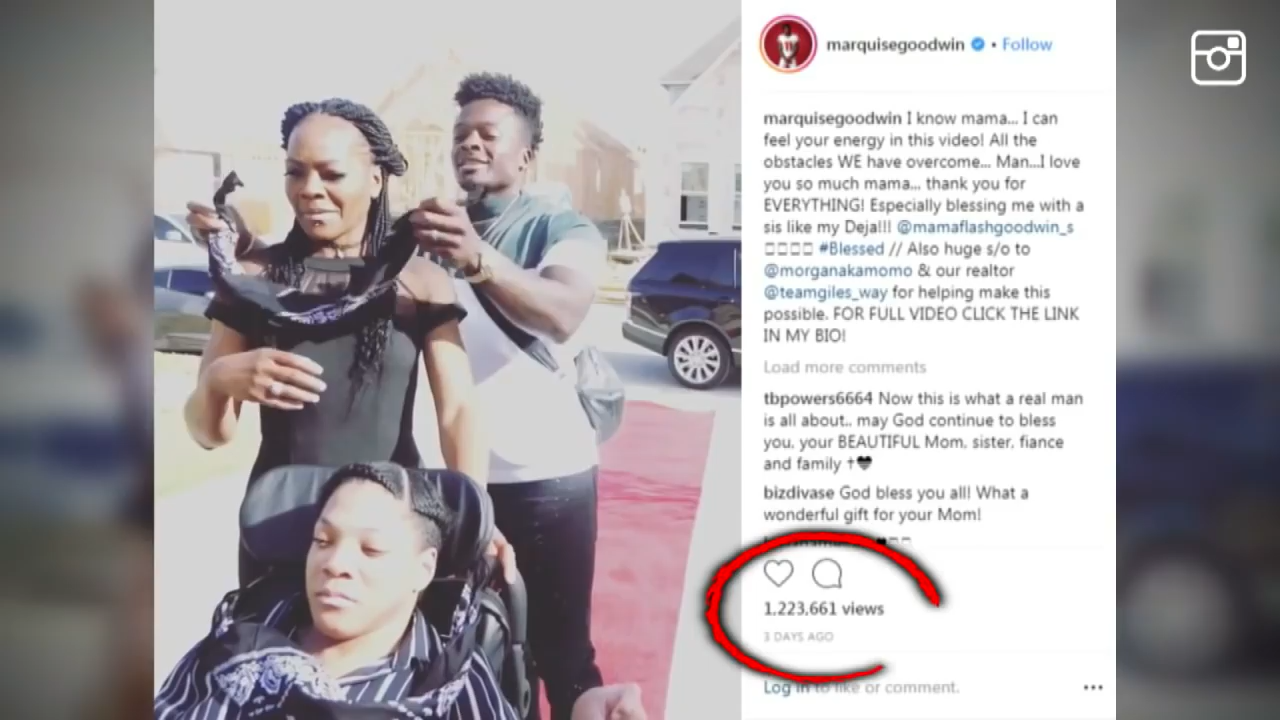 marquisegoodwin • Follow
marquisegoodwin I know mama... I can
feel your energy in this video! All the
obstacles WE have overcome... Man...I love
you so much mama... thank you for
EVERYTHING! Especially blessing me with a
sis like my Deja!!! @mamaflashgoodwin_s
#Blessed // Also huge s/o to
@morganakamomo & our realtor
@teamgiles_way for helping make this
possible. FOR FULL VIDEO CLICK THE LINK
IN MY BIO!
Load more comments
tbpowers6664 Now this is what a real man
is all about.. may God continue to bless
you, your BEAUTIFUL Mom, sister, fiance
and family
bizdivase God bless you all! What a
wonderful gift for your Mom!
1,223,661 views
3 DAYS AGO
Log in to like or comment.